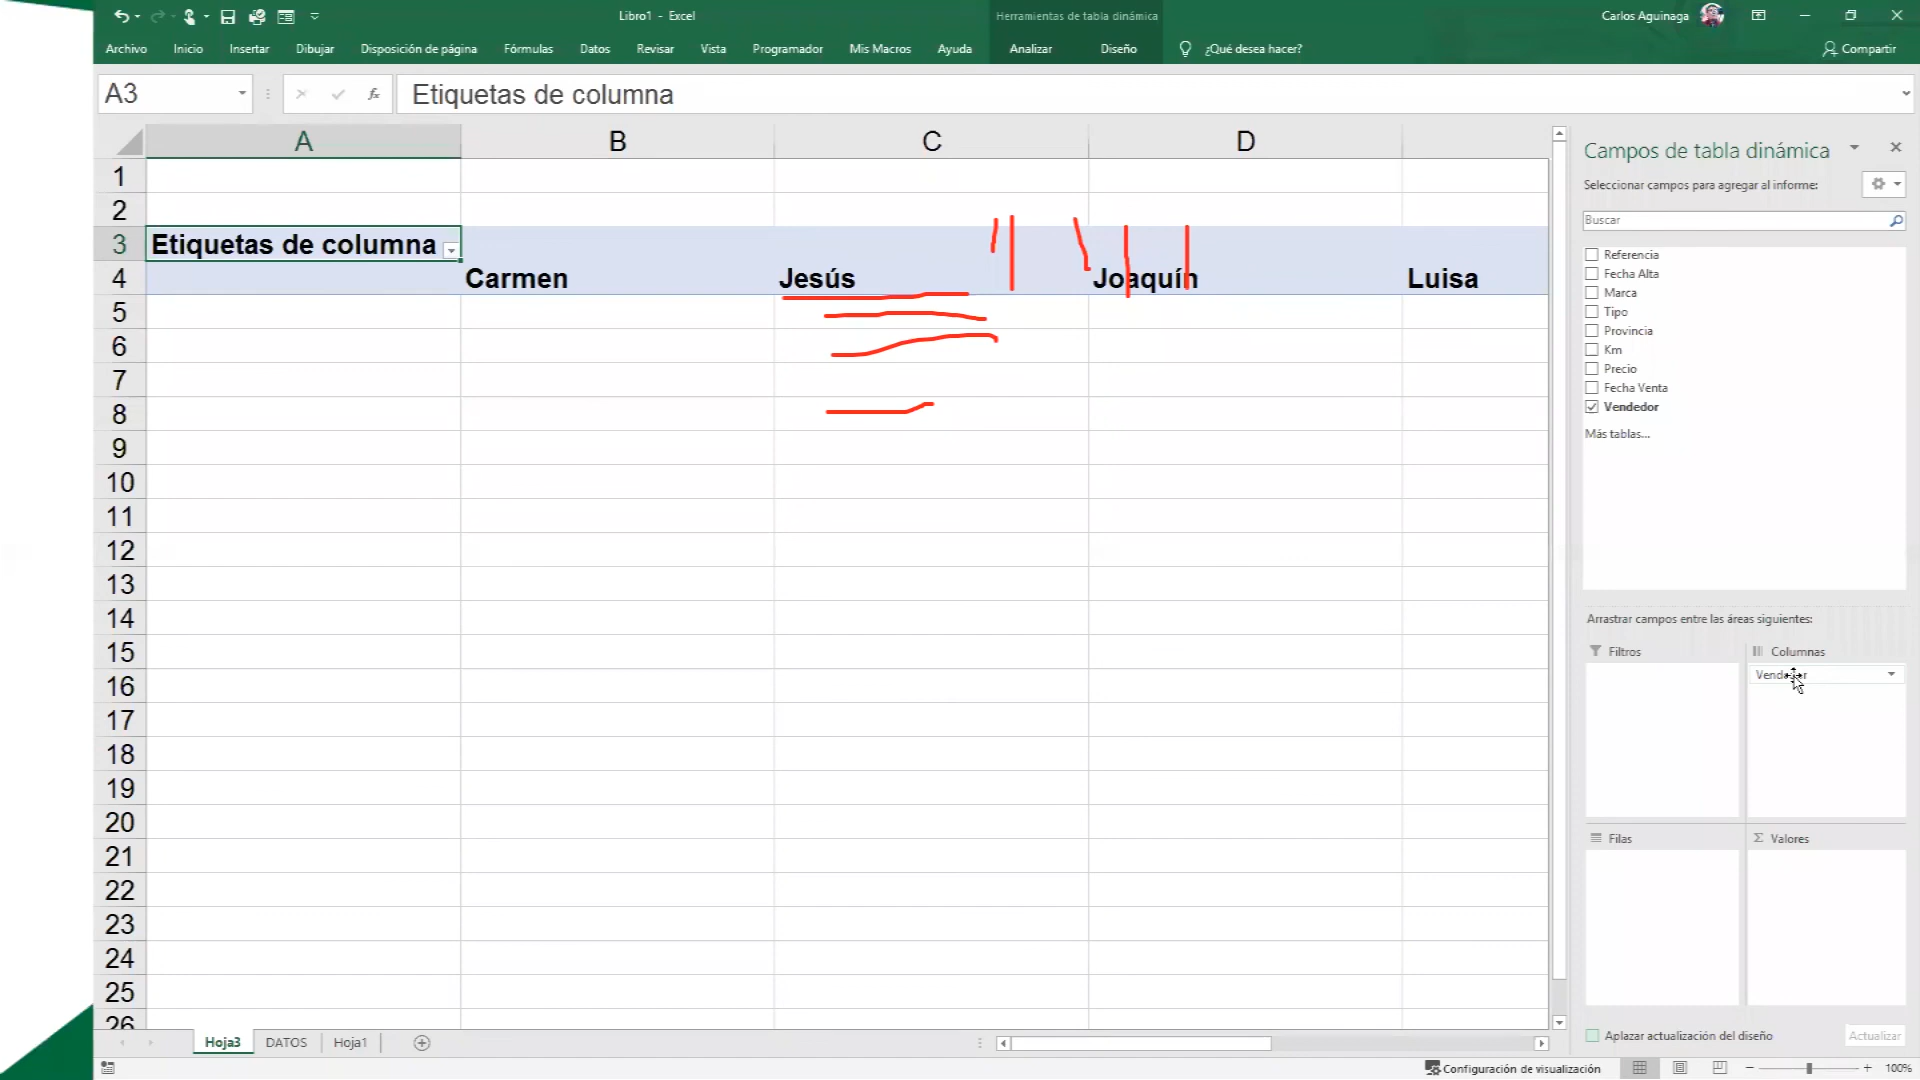 Libro1 - Excel
Herramientas de tabla dinámica
Carlos Aguinaga
Archivo Inicio Insertar Dibujar Disposición de página Fórmulas Datos Revisar Vista Programador Mis Macros Ayuda Analizar Diseño ¿Qué desea hacer? Compartir
A3 fx Etiquetas de columna
A B C D
1
2
3 Etiquetas de columna
4 Carmen Jesús Joaquín Luisa
5
6
7
8
9
10
11
12
13
14
15
16
17
18
19
20
21
22
23
24
25
26
Campos de tabla dinámica
Seleccionar campos para agregar al informe:
Buscar
Referencia
Fecha Alta
Marca
Tipo
Provincia
Km
Precio
Fecha Venta
Vendedor
Más tablas...
Arrastrar campos entre las áreas siguientes:
Filtros Columnas
Vendedor
Filas Σ Valores
Aplazar actualización del diseño Actualizar
Hoja3 DATOS Hoja1
Configuración de visualización 100%